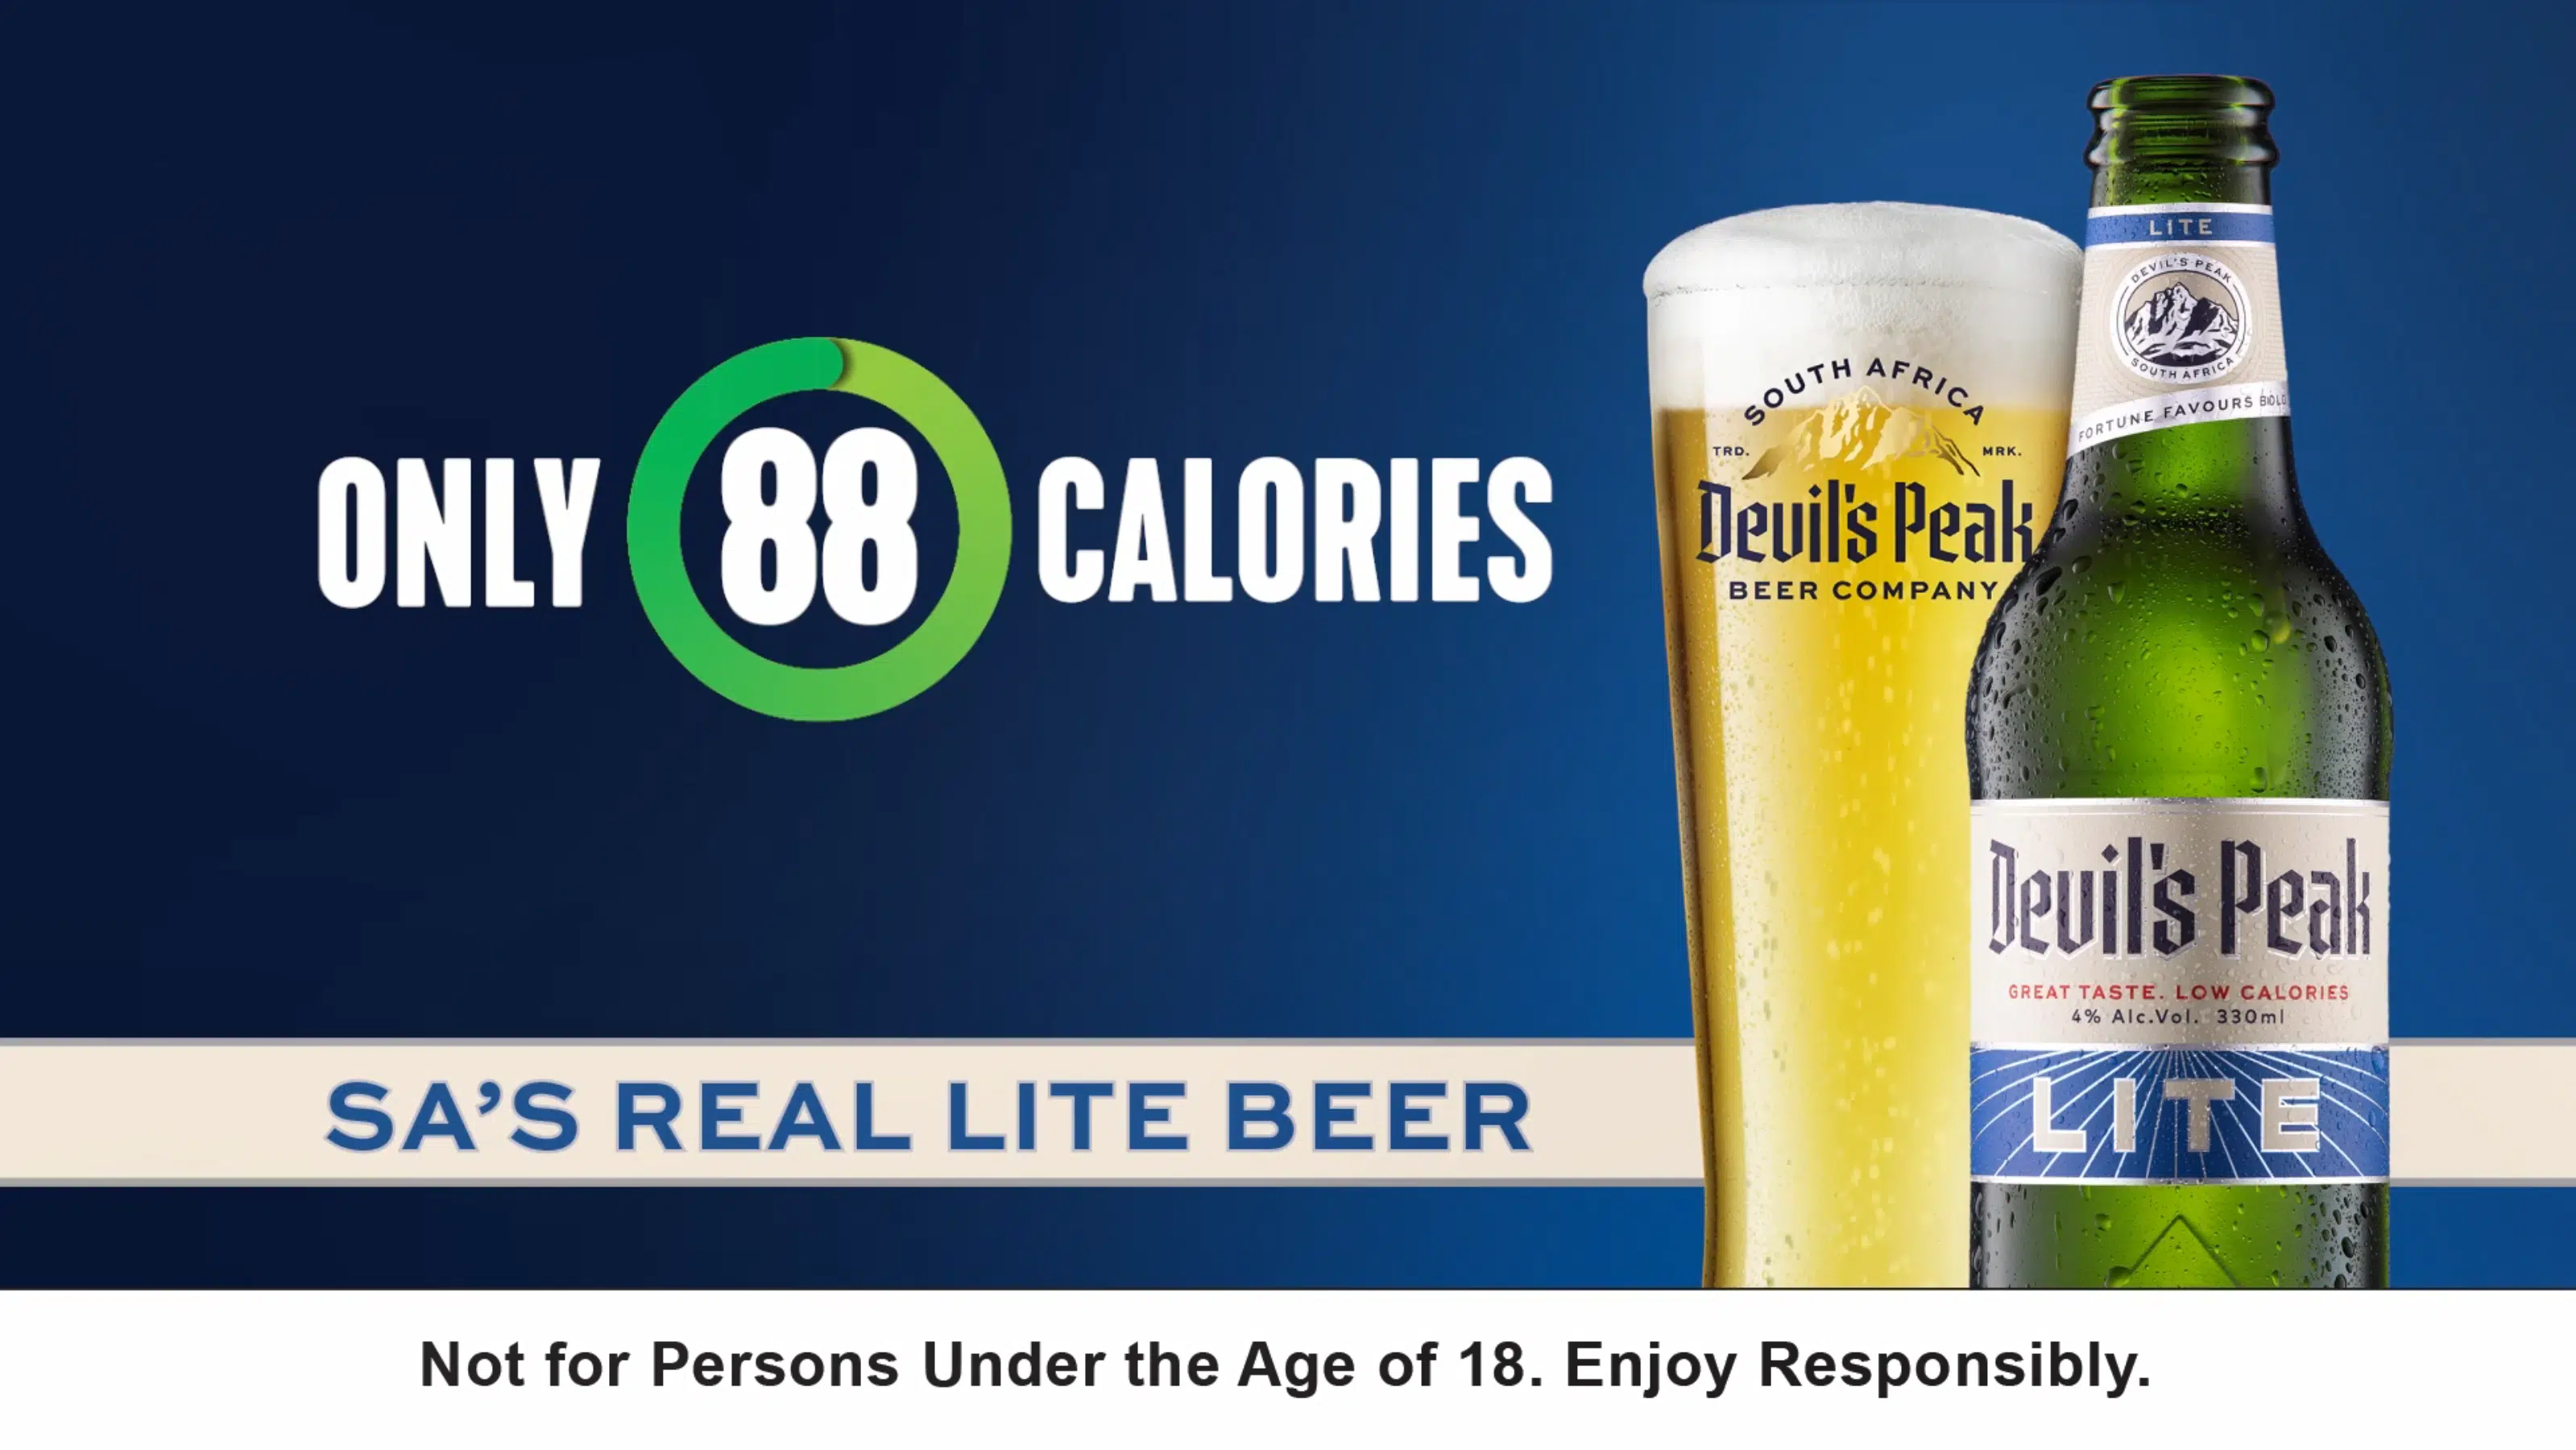 ONLY 88 CALORIES
SA'S REAL LITE BEER
SOUTH AFRICA
TRD. MRK.
Devil's Peak
BEER COMPANY
LITE
DEVIL'S PEAK
SOUTH AFRICA
FORTUNE FAVOURS BOLD
Devil's Peak
GREAT TASTE. LOW CALORIES
4% Alc.Vol. 330ml
LITE
Not for Persons Under the Age of 18. Enjoy Responsibly.